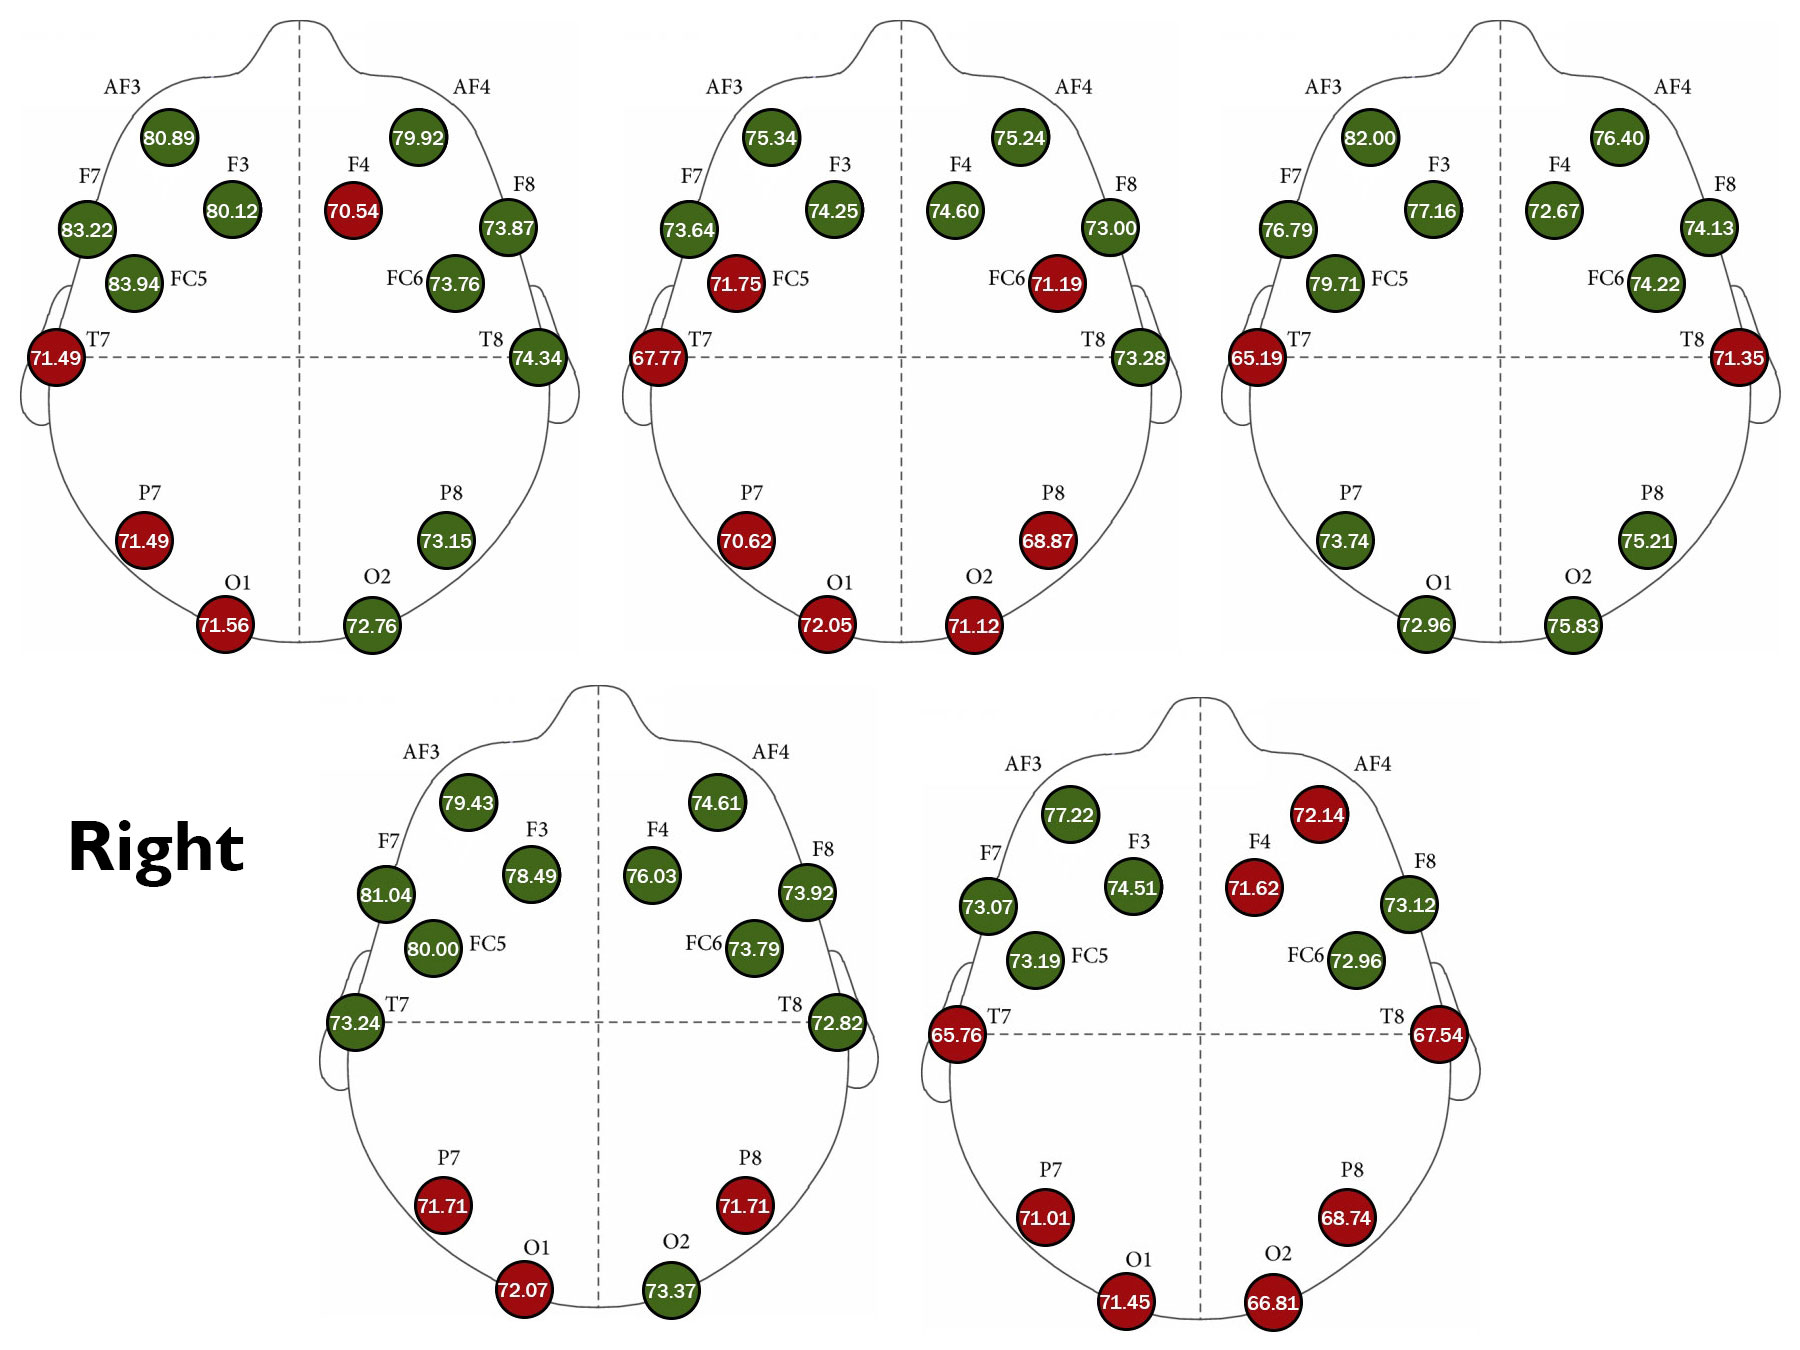 AF3 AF4
80.89 79.92
F7 F3 F4 F8
83.22 80.12 70.54 73.87
83.94 FC5 FC6 73.76
71.49 T7 T8 74.34
P7 P8
71.49 73.15
O1 O2
71.56 72.76
AF3 AF4
75.34 75.24
F7 F3 F4 F8
73.64 74.25 74.60 73.00
71.75 FC5 FC6 71.19
67.77 T7 T8 73.28
P7 P8
70.62 68.87
O1 O2
72.05 71.12
AF3 AF4
82.00 76.40
F7 F3 F4 F8
76.79 77.16 72.67 74.13
79.71 FC5 FC6 74.22
65.19 T7 T8 71.35
P7 P8
73.74 75.21
O1 O2
72.96 75.83
Right
AF3 AF4
79.43 74.61
F7 F3 F4 F8
81.04 78.49 76.03 73.92
80.00 FC5 FC6 73.79
73.24 T7 T8 72.82
P7 P8
71.71 71.71
O1 O2
72.07 73.37
AF3 AF4
77.22 72.14
F7 F3 F4 F8
73.07 74.51 71.62 73.12
73.19 FC5 FC6 72.96
65.76 T7 T8 67.54
P7 P8
71.01 68.74
O1 O2
71.45 66.81